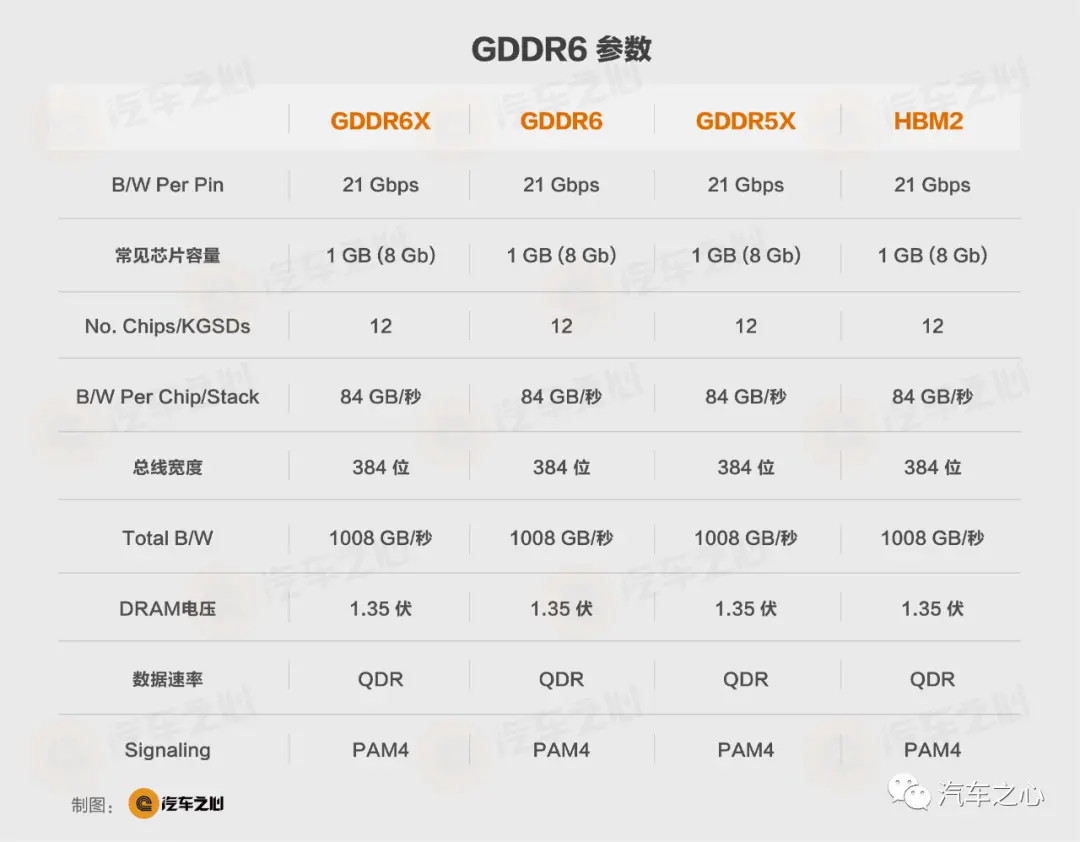 GDDR6 参数
GDDR6X GDDR6 GDDR5X HBM2
B/W Per Pin 21 Gbps 21 Gbps 21 Gbps 21 Gbps
常见芯片容量 1 GB (8 Gb) 1 GB (8 Gb) 1 GB (8 Gb) 1 GB (8 Gb)
No. Chips/KGSDs 12 12 12 12
B/W Per Chip/Stack 84 GB/秒 84 GB/秒 84 GB/秒 84 GB/秒
总线宽度 384 位 384 位 384 位 384 位
Total B/W 1008 GB/秒 1008 GB/秒 1008 GB/秒 1008 GB/秒
DRAM电压 1.35 伏 1.35 伏 1.35 伏 1.35 伏
数据速率 QDR QDR QDR QDR
Signaling PAM4 PAM4 PAM4 PAM4
制图： 汽车之心
汽车之心